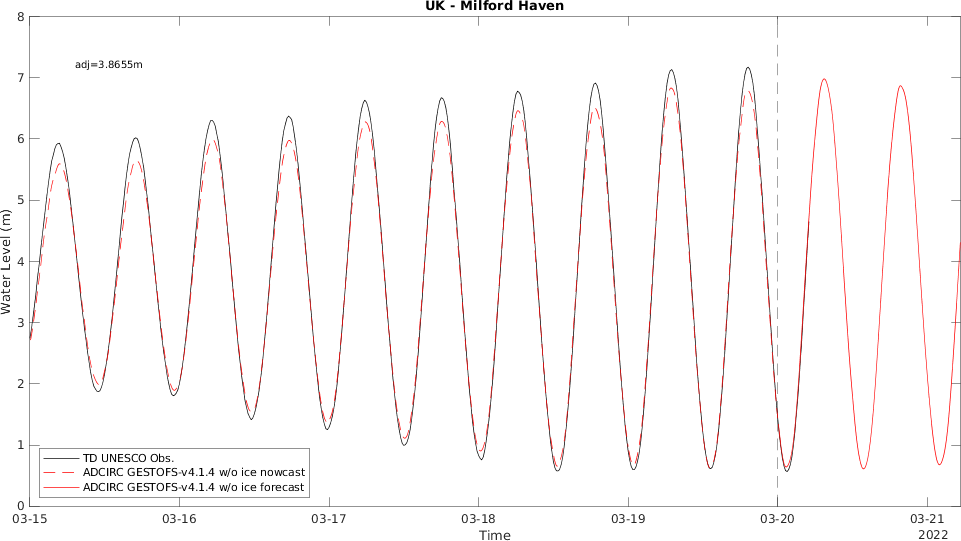 UK - Milford Haven
adj=3.8655m
Water Level (m)
8
7
6
5
4
3
2
1
0
TD UNESCO Obs.
ADCIRC GESTOFS-v4.1.4 w/o ice nowcast
ADCIRC GESTOFS-v4.1.4 w/o ice forecast
03-15 03-16 03-17 03-18 03-19 03-20 03-21
Time
2022